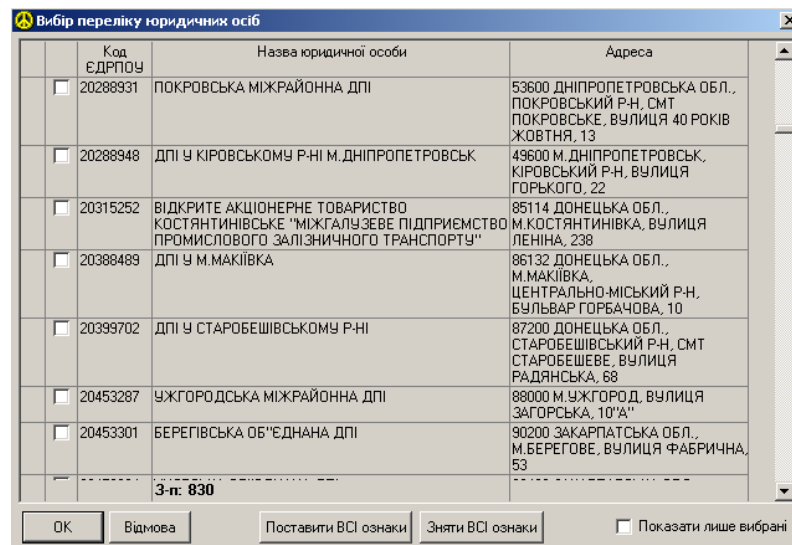 Вибір переліку юридичних осіб
Код ЄДРПОУ Назва юридичної особи Адреса
20288931 ПОКРОВСЬКА МІЖРАЙОННА ДПІ 53600 ДНІПРОПЕТРОВСЬКА ОБЛ.,
ПОКРОВСЬКИЙ Р-Н, СМТ
ПОКРОВСЬКЕ, ВУЛИЦЯ 40 РОКІВ
ЖОВТНЯ, 13
20288948 ДПІ У КІРОВСЬКОМУ Р-НІ М.ДНІПРОПЕТРОВСЬК 49600 М.ДНІПРОПЕТРОВСЬК,
КІРОВСЬКИЙ Р-Н, ВУЛИЦЯ
ГОРЬКОГО, 22
20315252 ВІДКРИТЕ АКЦІОНЕРНЕ ТОВАРИСТВО 85114 ДОНЕЦЬКА ОБЛ.,
КОСТЯНТИНІВСЬКЕ "МІЖГАЛУЗЕВЕ ПІДПРИЄМСТВО М.КОСТЯНТИНІВКА, ВУЛИЦЯ
ПРОМИСЛОВОГО ЗАЛІЗНИЧНОГО ТРАНСПОРТУ" ЛЕНІНА, 238
20388489 ДПІ У М.МАКІЇВКА 86132 ДОНЕЦЬКА ОБЛ.,
М.МАКІЇВКА,
ЦЕНТРАЛЬНО-МІСЬКИЙ Р-Н,
БУЛЬВАР ГОРБАЧОВА, 10
20399702 ДПІ У СТАРОБЕШІВСЬКОМУ Р-НІ 87200 ДОНЕЦЬКА ОБЛ.,
СТАРОБЕШІВСЬКИЙ Р-Н, СМТ
СТАРОБЕШЕВЕ, ВУЛИЦЯ
РАДЯНСЬКА, 68
20453287 УЖГОРОДСЬКА МІЖРАЙОННА ДПІ 88000 М.УЖГОРОД, ВУЛИЦЯ
ЗАГОРСЬКА, 10"А"
20453301 БЕРЕГІВСЬКА ОБ"ЄДНАНА ДПІ 90200 ЗАКАРПАТСЬКА ОБЛ.,
М.БЕРЕГОВЕ, ВУЛИЦЯ ФАБРИЧНА,
53
З-п: 830
OK Відмова Поставити ВСІ ознаки Зняти ВСІ ознаки Показати лише вибрані